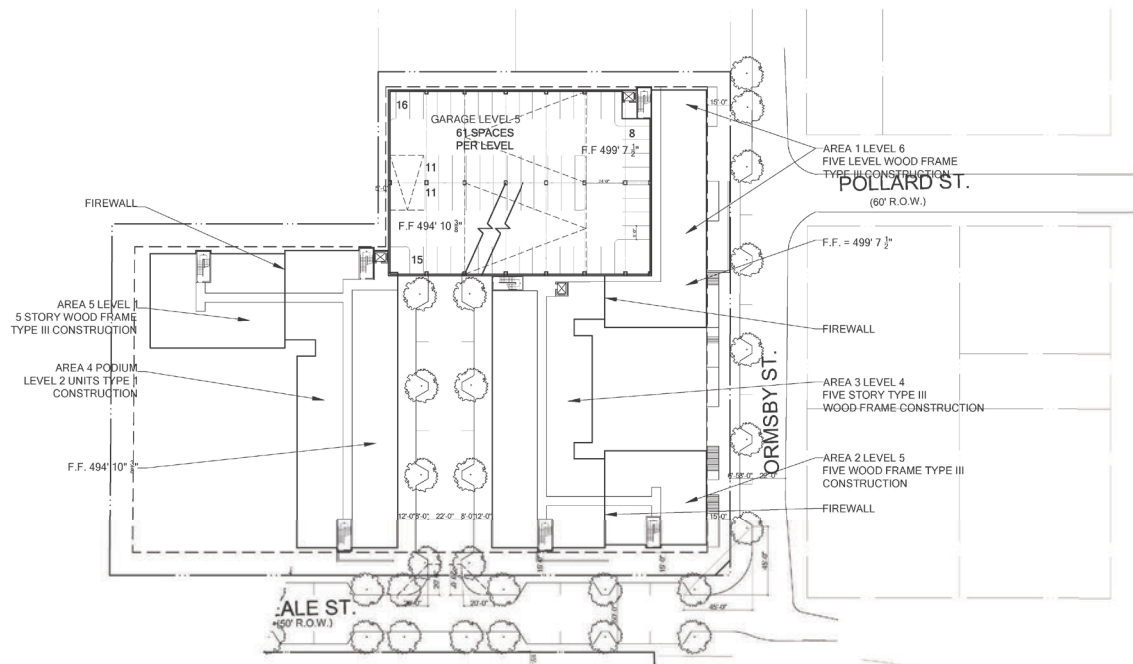 16
GARAGE LEVEL 5
61 SPACES
PER LEVEL
8
F.F 499' 7 1/2"
11
11
F.F 494' 10 3/8"
15
15'-0"
AREA 1 LEVEL 6
FIVE LEVEL WOOD FRAME
TYPE III CONSTRUCTION
POLLARD ST.
(60' R.O.W.)
FIREWALL
F.F. = 499' 7 1/2"
AREA 5 LEVEL 1
5 STORY WOOD FRAME
TYPE III CONSTRUCTION
FIREWALL
AREA 4 PODIUM
LEVEL 2 UNITS TYPE 1
CONSTRUCTION
ORMSBY ST.
AREA 3 LEVEL 4
FIVE STORY TYPE III
WOOD FRAME CONSTRUCTION
F.F. 494' 10"
AREA 2 LEVEL 5
FIVE WOOD FRAME TYPE III
CONSTRUCTION
FIREWALL
12'-0"
8'-0"
22'-0"
8'-0"
12'-0"
15'-0"
45'-0"
20'-0"
45'-0"
ALE ST.
(50' R.O.W.)